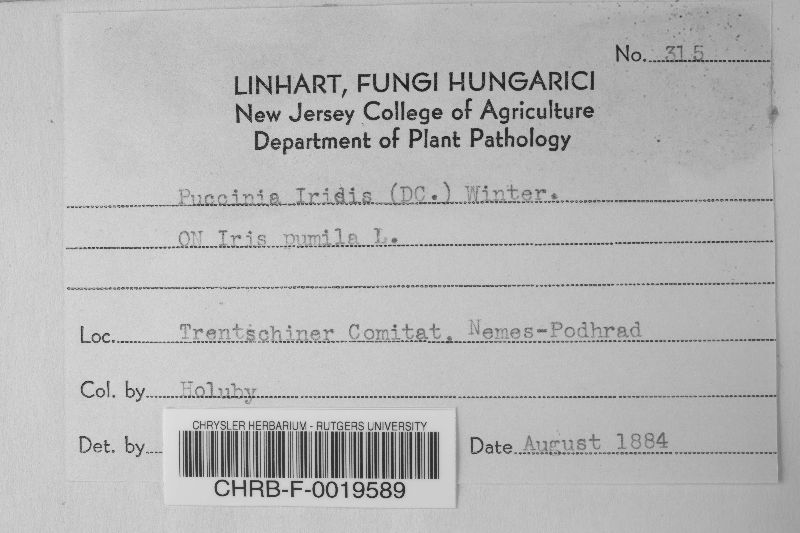 No. 315
LINHART, FUNGI HUNGARICI
New Jersey College of Agriculture
Department of Plant Pathology
Puccinia Iridis (DC.) Winter.
ON Iris pumila L.
Loc. Trentschiner Comitat. Nemes-Podhrad
Col. by Holuby
Det. by
CHRYSLER HERBARIUM - RUTGERS UNIVERSITY
CHRB-F-0019589
Date August 1884